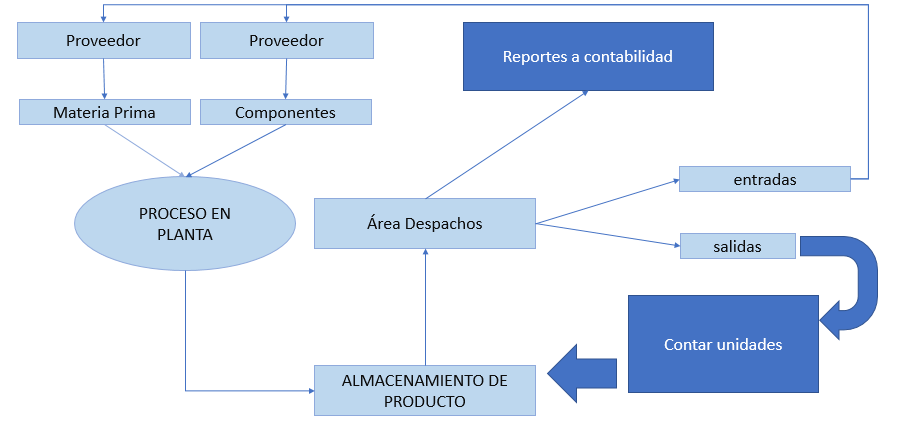 Proveedor
Proveedor
Reportes a contabilidad
Materia Prima
Componentes
entradas
PROCESO EN
PLANTA
Área Despachos
salidas
Contar unidades
ALMACENAMIENTO DE
PRODUCTO